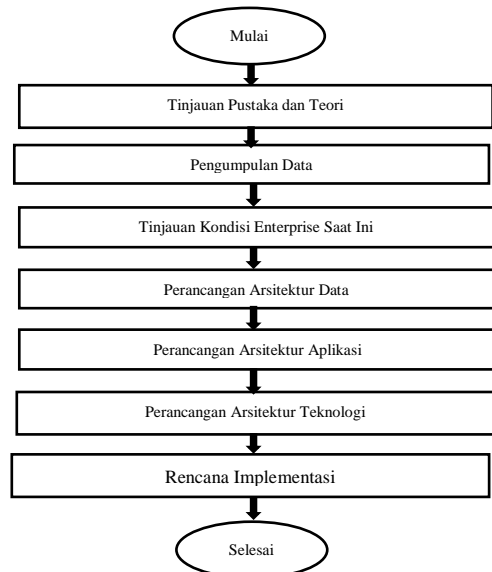 Mulai
Tinjauan Pustaka dan Teori
Pengumpulan Data
Tinjauan Kondisi Enterprise Saat Ini
Perancangan Arsitektur Data
Perancangan Arsitektur Aplikasi
Perancangan Arsitektur Teknologi
Rencana Implementasi
Selesai